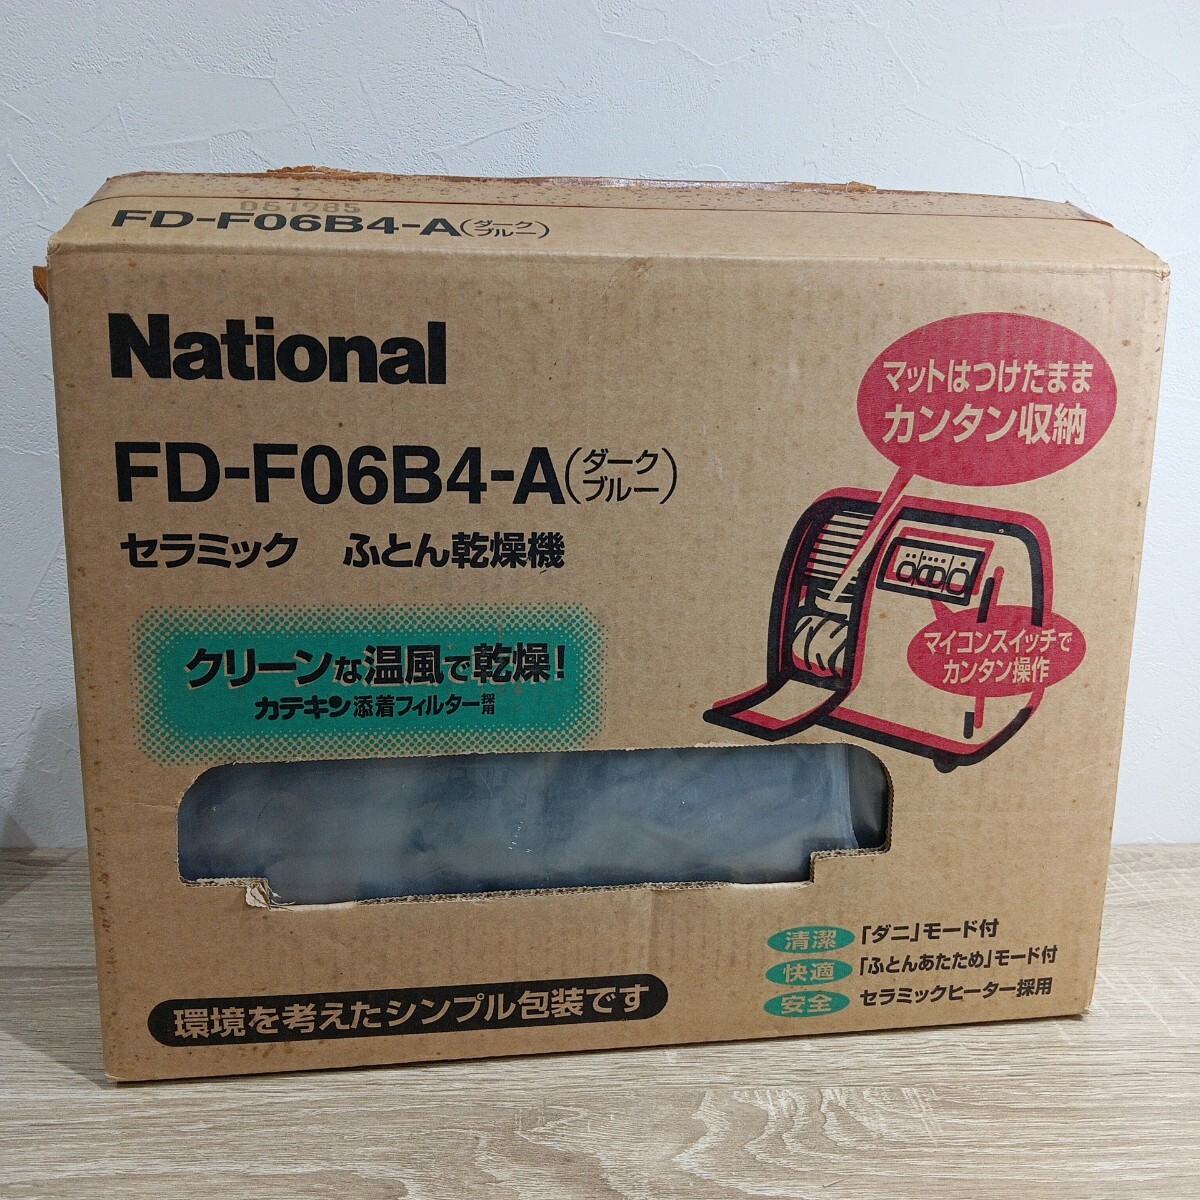 051985
FD-F06B4-A(ダークブルー)
National
FD-F06B4-A(ダークブルー)
セラミック ふとん乾燥機
クリーンな温風で乾燥!
カテキン添着フィルター採用
マットはつけたまま
カンタン収納
マイコンスイッチで
カンタン操作
清潔 「ダニ」モード付
快適 「ふとんあたため」モード付
安全 セラミックヒーター採用
環境を考えたシンプル包装です